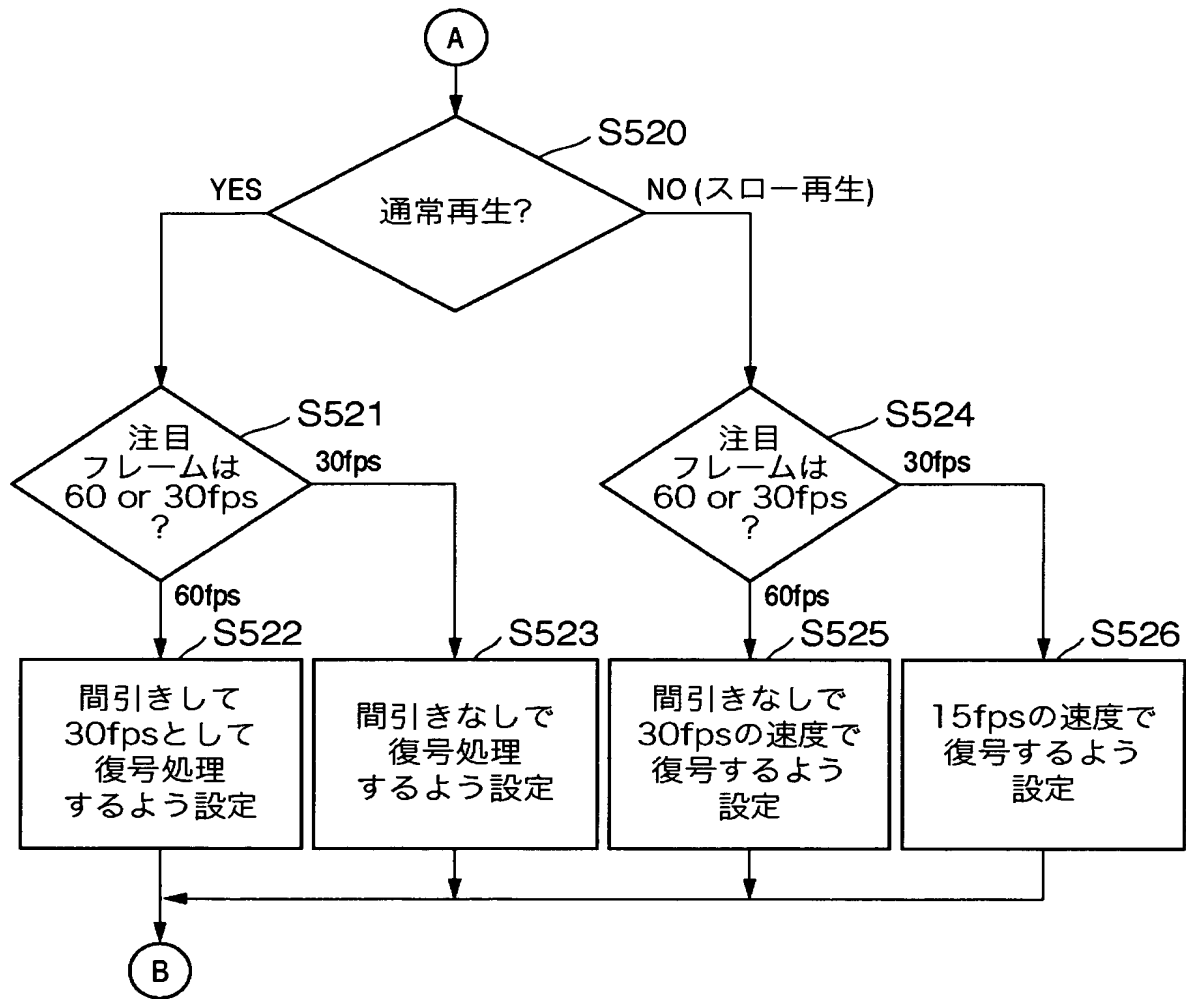 A
S520
YES
NO (スロー再生)
通常再生?
S521
注目
フレームは
60 or 30fps
?
30fps
60fps
S524
注目
フレームは
60 or 30fps
?
30fps
60fps
S522
間引きして
30fpsとして
復号処理
するよう設定
S523
間引きなしで
復号処理
するよう設定
S525
間引きなしで
30fpsの速度で
復号するよう
設定
S526
15fpsの速度で
復号するよう
設定
B